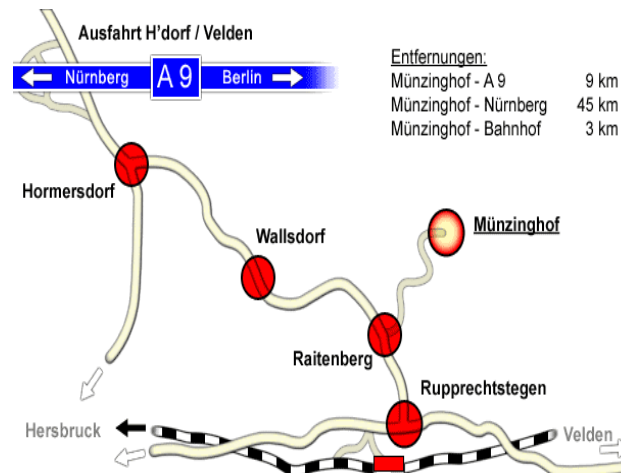 Ausfahrt H'dorf / Velden
Nürnberg A 9 Berlin
Entfernungen:
Münzinghof - A 9 9 km
Münzinghof - Nürnberg 45 km
Münzinghof - Bahnhof 3 km
Hormersdorf
Wallsdorf
Münzinghof
Raitenberg
Rupprechtstegen
Hersbruck
Velden